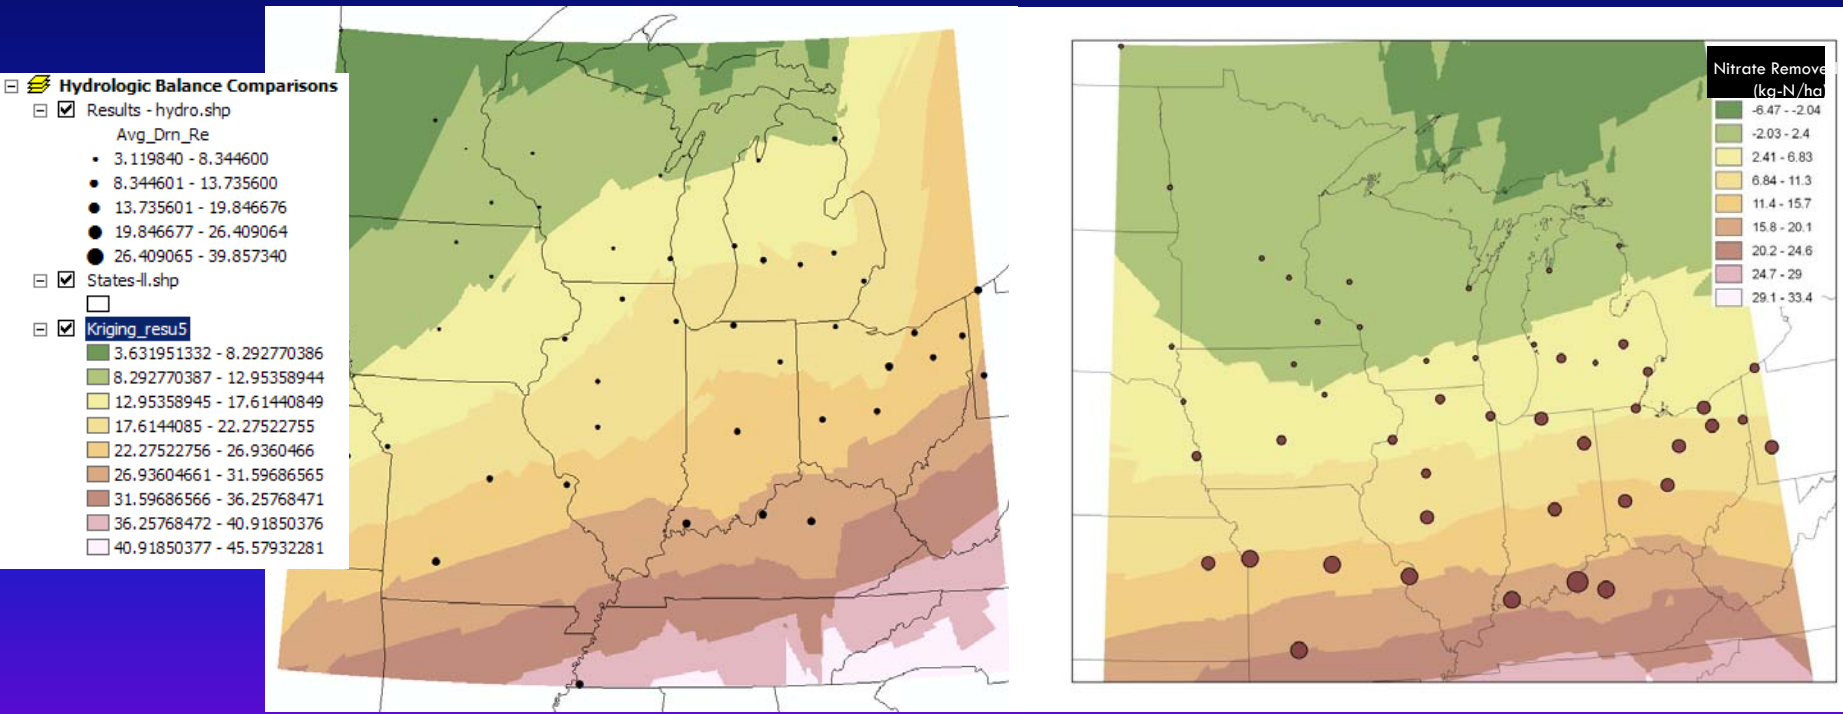 Hydrologic Balance Comparisons
Results - hydro.shp
Avg_Drn_Re
3.119840 - 8.344600
8.344601 - 13.735600
13.735601 - 19.846676
19.846677 - 26.409064
26.409065 - 39.857340
States-ll.shp
Kriging_resu5
3.631951332 - 8.292770386
8.292770387 - 12.95358944
12.95358945 - 17.61440849
17.6144085 - 22.27522755
22.27522756 - 26.9360466
26.93604661 - 31.59686565
31.59686566 - 36.25768471
36.25768472 - 40.91850376
40.91850377 - 45.57932281
Nitrate Remove
(kg-N/ha)
-6.47 - -2.04
-2.03 - 2.4
2.41 - 6.83
6.84 - 11.3
11.4 - 15.7
15.8 - 20.1
20.2 - 24.6
24.7 - 29
29.1 - 33.4